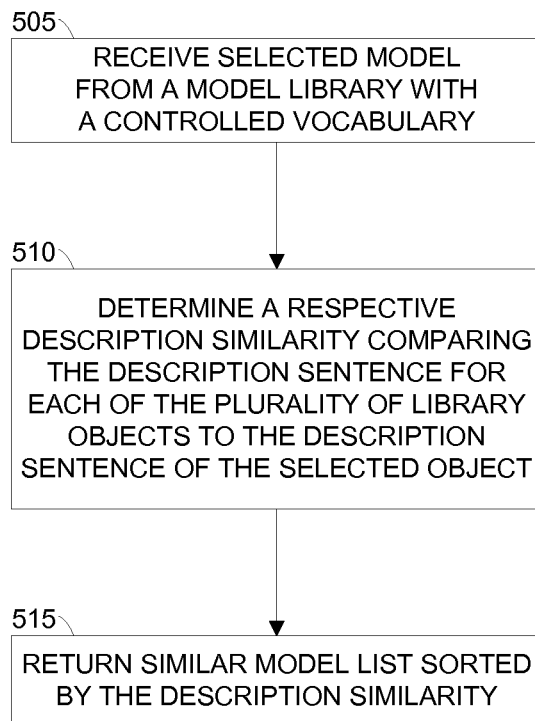 505
RECEIVE SELECTED MODEL
FROM A MODEL LIBRARY WITH
A CONTROLLED VOCABULARY
510
DETERMINE A RESPECTIVE
DESCRIPTION SIMILARITY COMPARING
THE DESCRIPTION SENTENCE FOR
EACH OF THE PLURALITY OF LIBRARY
OBJECTS TO THE DESCRIPTION
SENTENCE OF THE SELECTED OBJECT
515
RETURN SIMILAR MODEL LIST SORTED
BY THE DESCRIPTION SIMILARITY